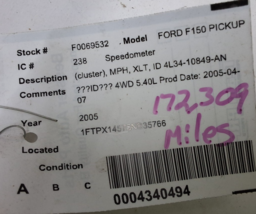 Stock # F0069532 . Model FORD F150 PICKUP
IC # 238 Speedometer
Description (cluster), MPH, XLT, ID 4L34-10849-AN
Comments ???ID??? 4WD 5.40L Prod Date: 2005-04-
07
172,309
Miles
Year 2005
Located
Condition
A B C
0004340494